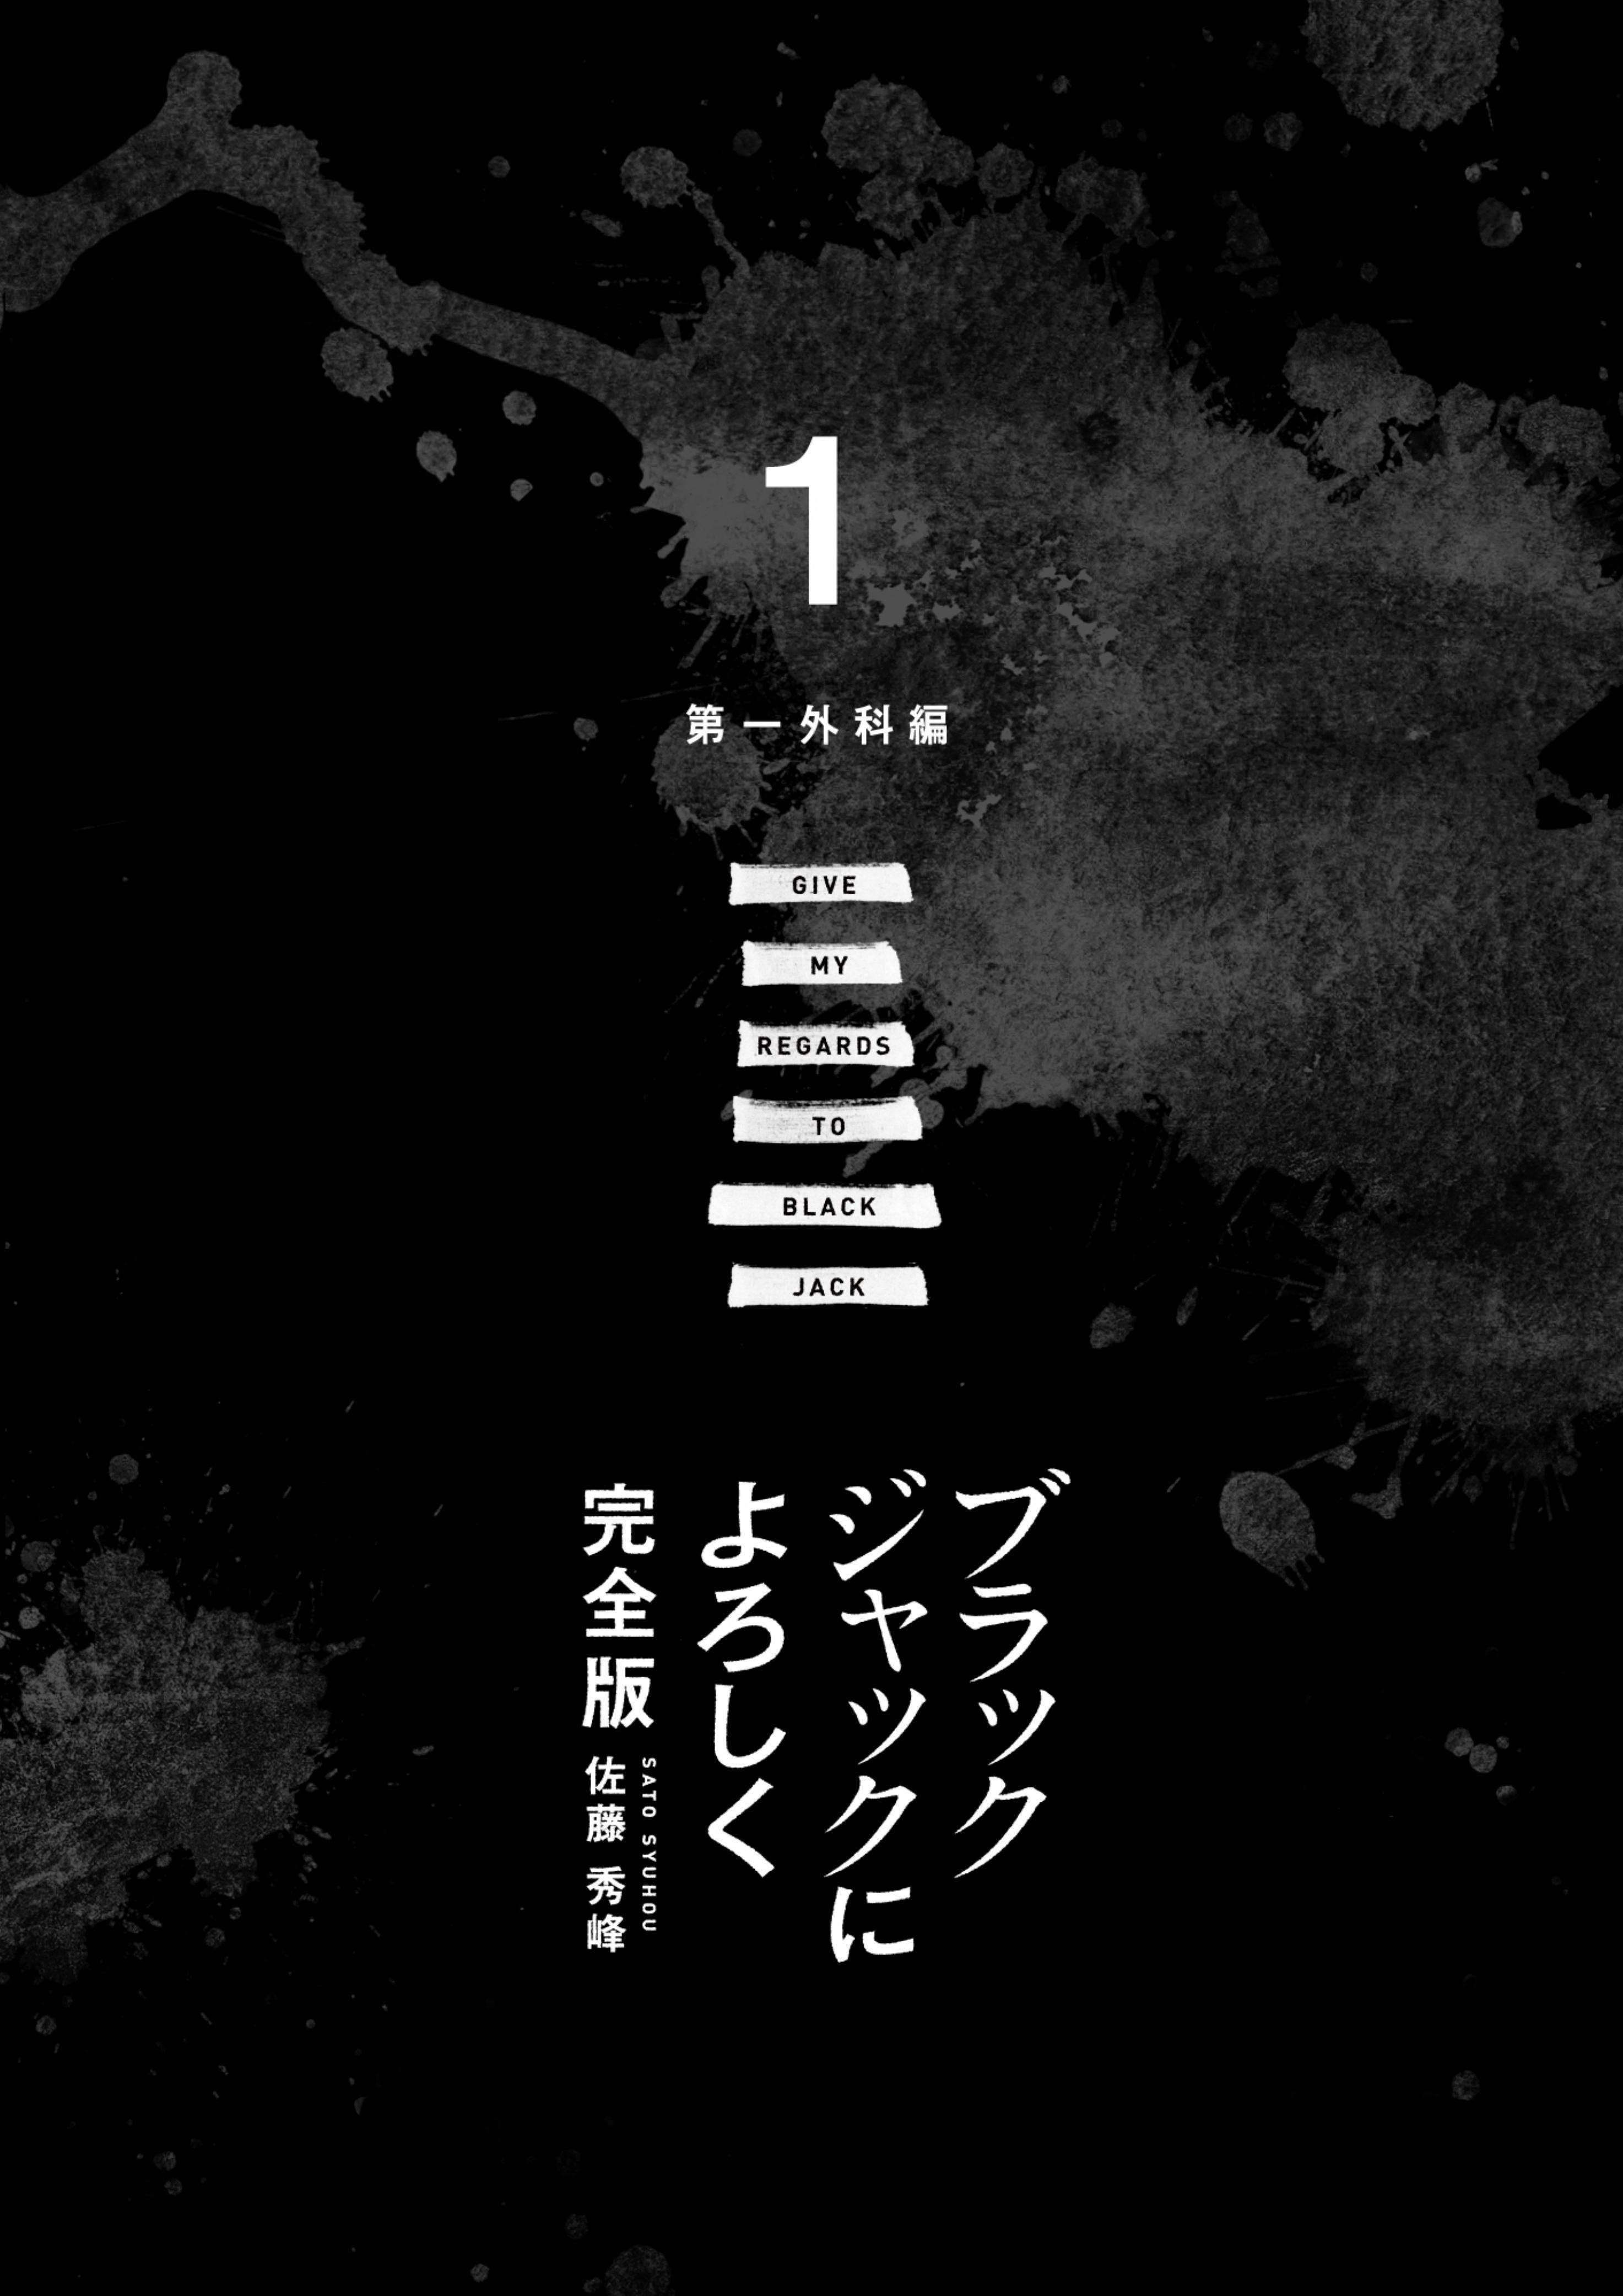 1
第一外科編
GIVE
MY
REGARDS
TO
BLACK
JACK
ブラック
ジャックに
よろしく
完全版
SATO SYUHOU
佐藤 秀峰